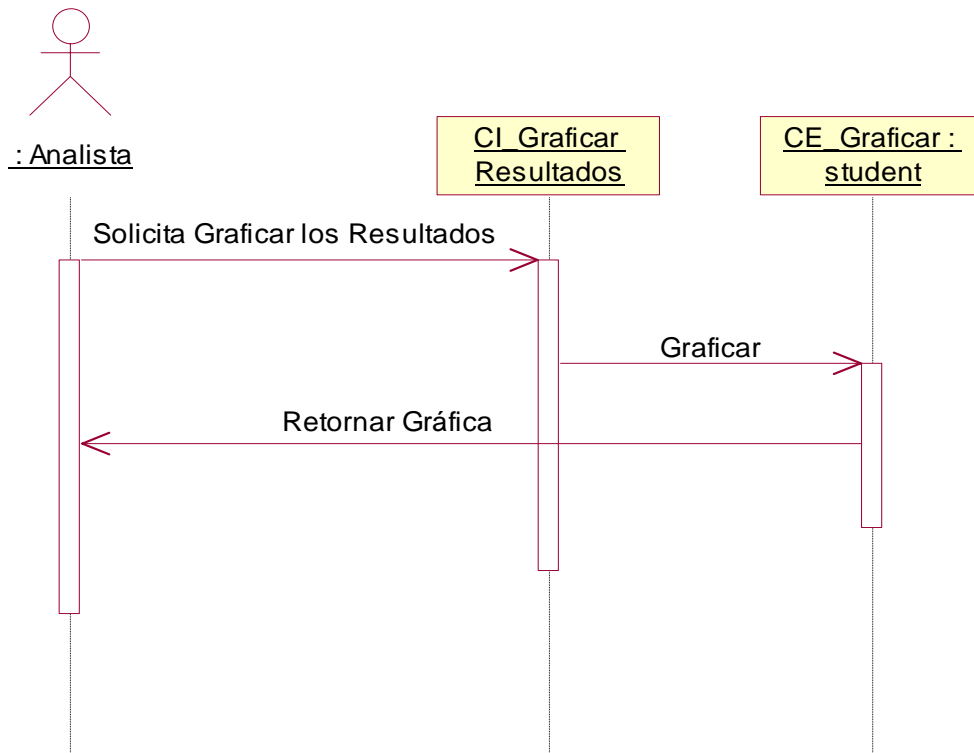 : Analista
CI_Graficar
Resultados
CE_Graficar :
student
Solicita Graficar los Resultados
Graficar
Retornar Gráfica